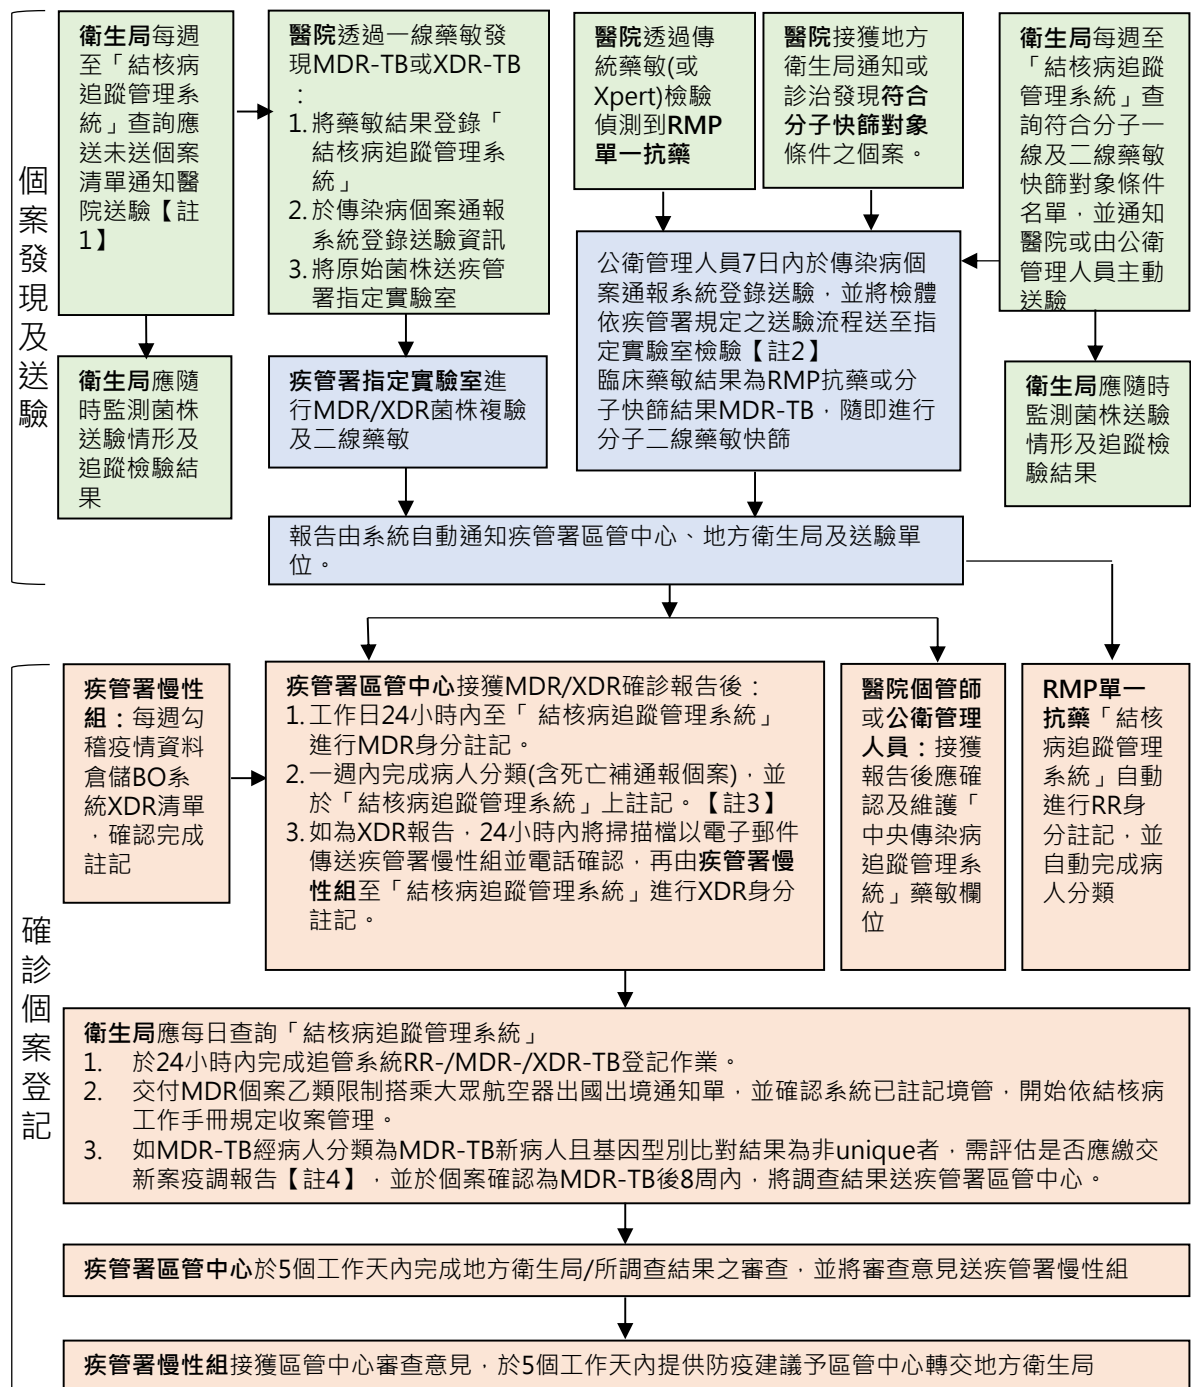 個案發現及送驗
衛生局每週
至「結核病
追蹤管理系
統」查詢應
送未送個案
清單通知醫
院送驗【註
1】
醫院透過一線藥敏發
現MDR-TB或XDR-TB
：
1.將藥敏結果登錄「
結核病追蹤管理系
統」
2.於傳染病個案通報
系統登錄送驗資訊
3.將原始菌株送疾管
署指定實驗室
醫院透過傳
統藥敏(或
Xpert)檢驗
偵測到RMP
單一抗藥
醫院接獲地方
衛生局通知或
診治發現符合
分子快篩對象
條件之個案。
衛生局每週至
「結核病追蹤
管理系統」查
詢符合分子一
線及二線藥敏
快篩對象條件
名單，並通知
醫院或由公衛
管理人員主動
送驗
公衛管理人員7日內於傳染病個
案通報系統登錄送驗，並將檢體
依疾管署規定之送驗流程送至指
定實驗室檢驗【註2】
臨床藥敏結果為RMP抗藥或分
子快篩結果MDR-TB，隨即進行
分子二線藥敏快篩
衛生局應隨
時監測菌株
送驗情形及
追蹤檢驗結
果
疾管署指定實驗室進
行MDR/XDR菌株複驗
及二線藥敏
衛生局應隨時
監測菌株送驗
情形及追蹤檢
驗結果
報告由系統自動通知疾管署區管中心、地方衛生局及送驗單
位。
確診個案登記
疾管署慢性
組：每週勾
稽疫情資料
倉儲BO系
統XDR清單
，確認完成
註記
疾管署區管中心接獲MDR/XDR確診報告後：
1.工作日24小時內至「 結核病追蹤管理系統」
進行MDR身分註記。
2.一週內完成病人分類(含死亡補通報個案)，並
於「結核病追蹤管理系統」上註記。【註3】
3.如為XDR報告，24小時內將掃描檔以電子郵件
傳送疾管署慢性組並電話確認，再由疾管署慢
性組至「結核病追蹤管理系統」進行XDR身分
註記。
醫院個管師
或公衛管理
人員：接獲
報告後應確
認及維護「
中央傳染病
追蹤管理系
統」藥敏欄
位
RMP單一
抗藥「結核
病追蹤管理
系統」自動
進行RR身
分註記，並
自動完成病
人分類
衛生局應每日查詢「結核病追蹤管理系統」
1. 於24小時內完成追管系統RR-/MDR-/XDR-TB登記作業。
2. 交付MDR個案乙類限制搭乘大眾航空器出國出境通知單，並確認系統已註記境管，開始依結核病
工作手冊規定收案管理。
3. 如MDR-TB經病人分類為MDR-TB新病人且基因型別比對結果為非unique者，需評估是否應繳交
新案疫調報告【註4】，並於個案確認為MDR-TB後8周內，將調查結果送疾管署區管中心。
疾管署區管中心於5個工作天內完成地方衛生局/所調查結果之審查，並將審查意見送疾管署慢性組
疾管署慢性組接獲區管中心審查意見，於5個工作天內提供防疫建議予區管中心轉交地方衛生局